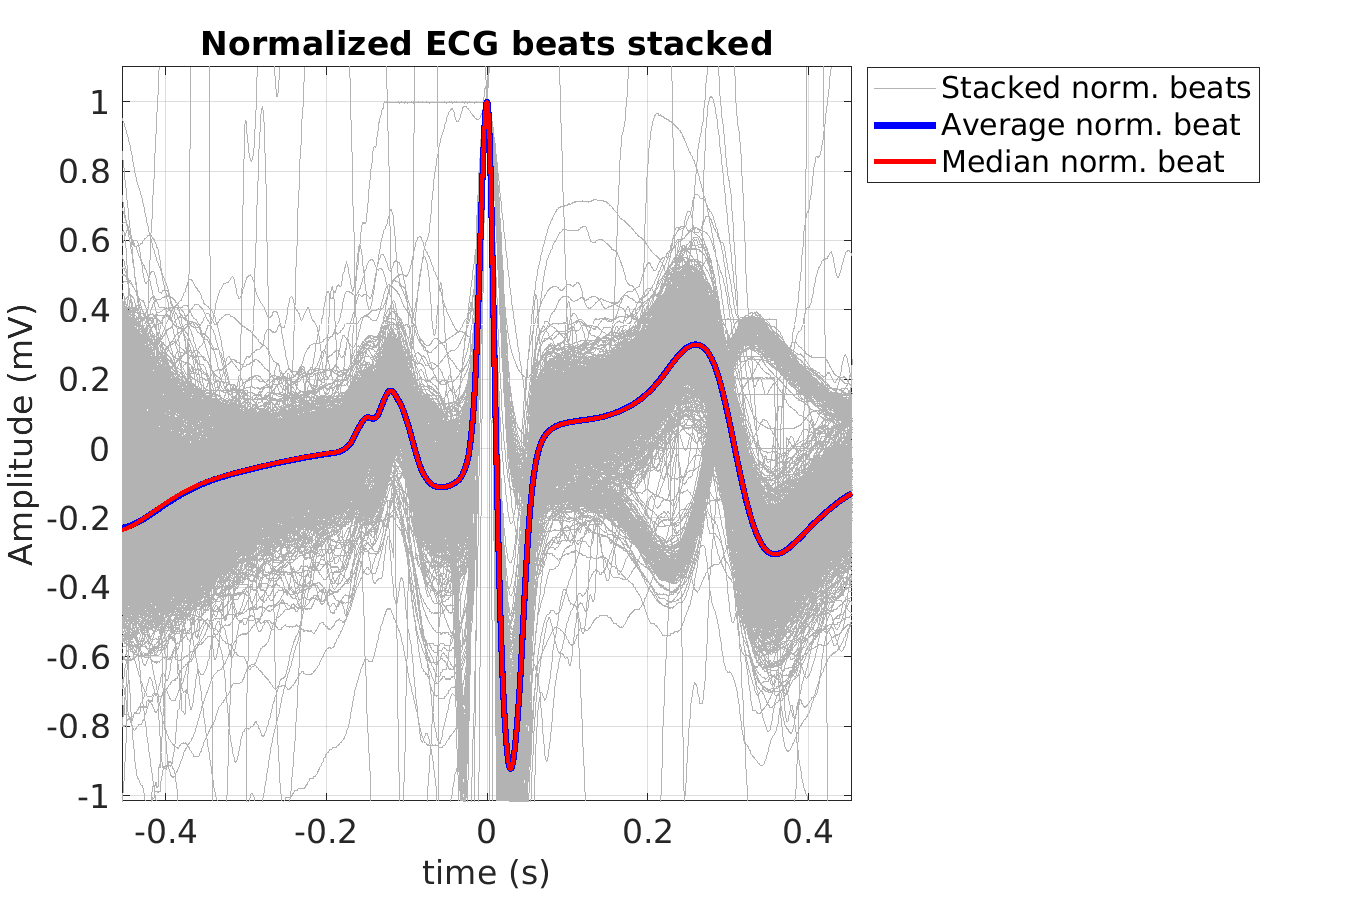 Normalized ECG beats stacked
Stacked norm. beats
Average norm. beat
Median norm. beat
Amplitude (mV)
1
0.8
0.6
0.4
0.2
0
-0.2
-0.4
-0.6
-0.8
-1
-0.4 -0.2 0 0.2 0.4
time (s)